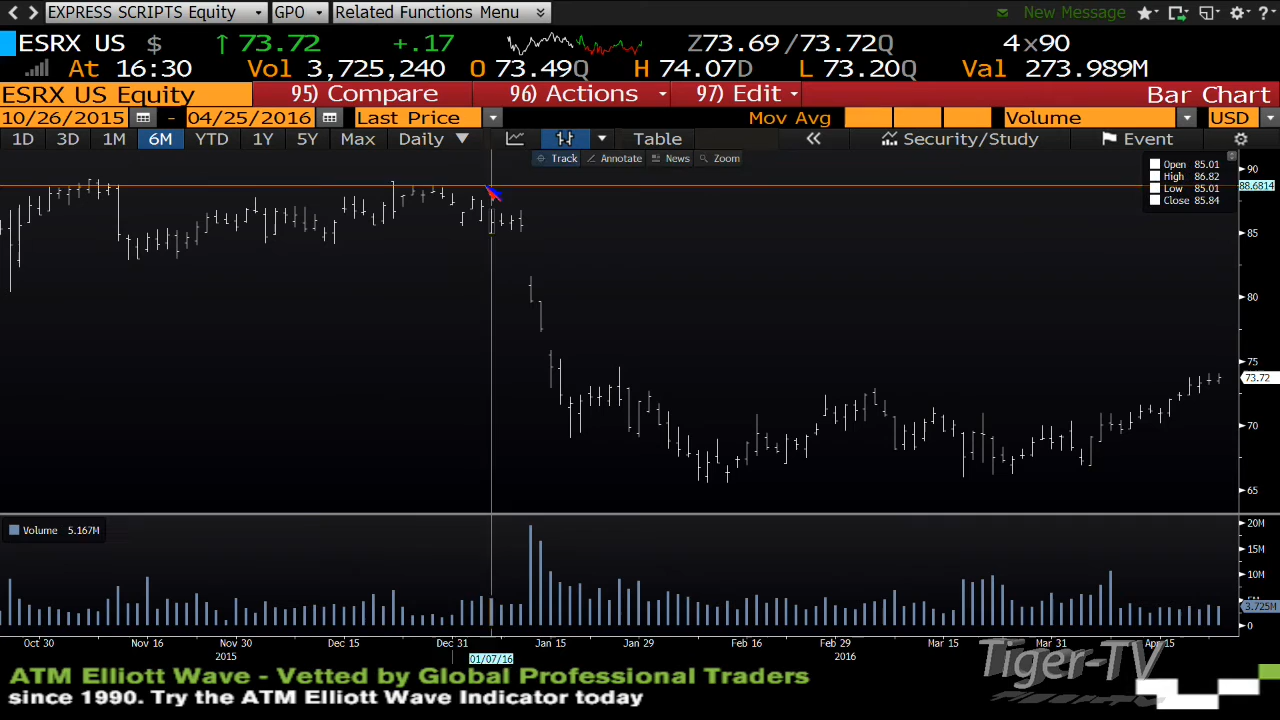 EXPRESS SCRIPTS Equity GPO Related Functions Menu New Message ?
ESRX US $ ↑ 73.72 +.17 Z73.69 /73.72Q 4×90
At 16:30 Vol 3,725,240 O 73.49Q H 74.07D L 73.20Q Val 273.989M
ESRX US Equity 95) Compare 96) Actions 97) Edit Bar Chart
10/26/2015 - 04/25/2016 Last Price Mov Avg Volume USD
1D 3D 1M 6M YTD 1Y 5Y Max Daily Table « Security/Study Event
Track Annotate News Zoom
Open 85.01
High 86.82
Low 85.01
Close 85.84
90
88.6814
85
80
75
73.72
70
65
Volume 5.167M
20M
15M
10M
5M
3.725M
0
Oct 30 Nov 16 Nov 30 Dec 15 Dec 31 Jan 15 Jan 29 Feb 16 Feb 29 Mar 15 Mar 31 Apr 15
2015 01/07/16 2016
Tiger-TV
ATM Elliott Wave - Vetted by Global Professional Traders
since 1990. Try the ATM Elliott Wave Indicator today